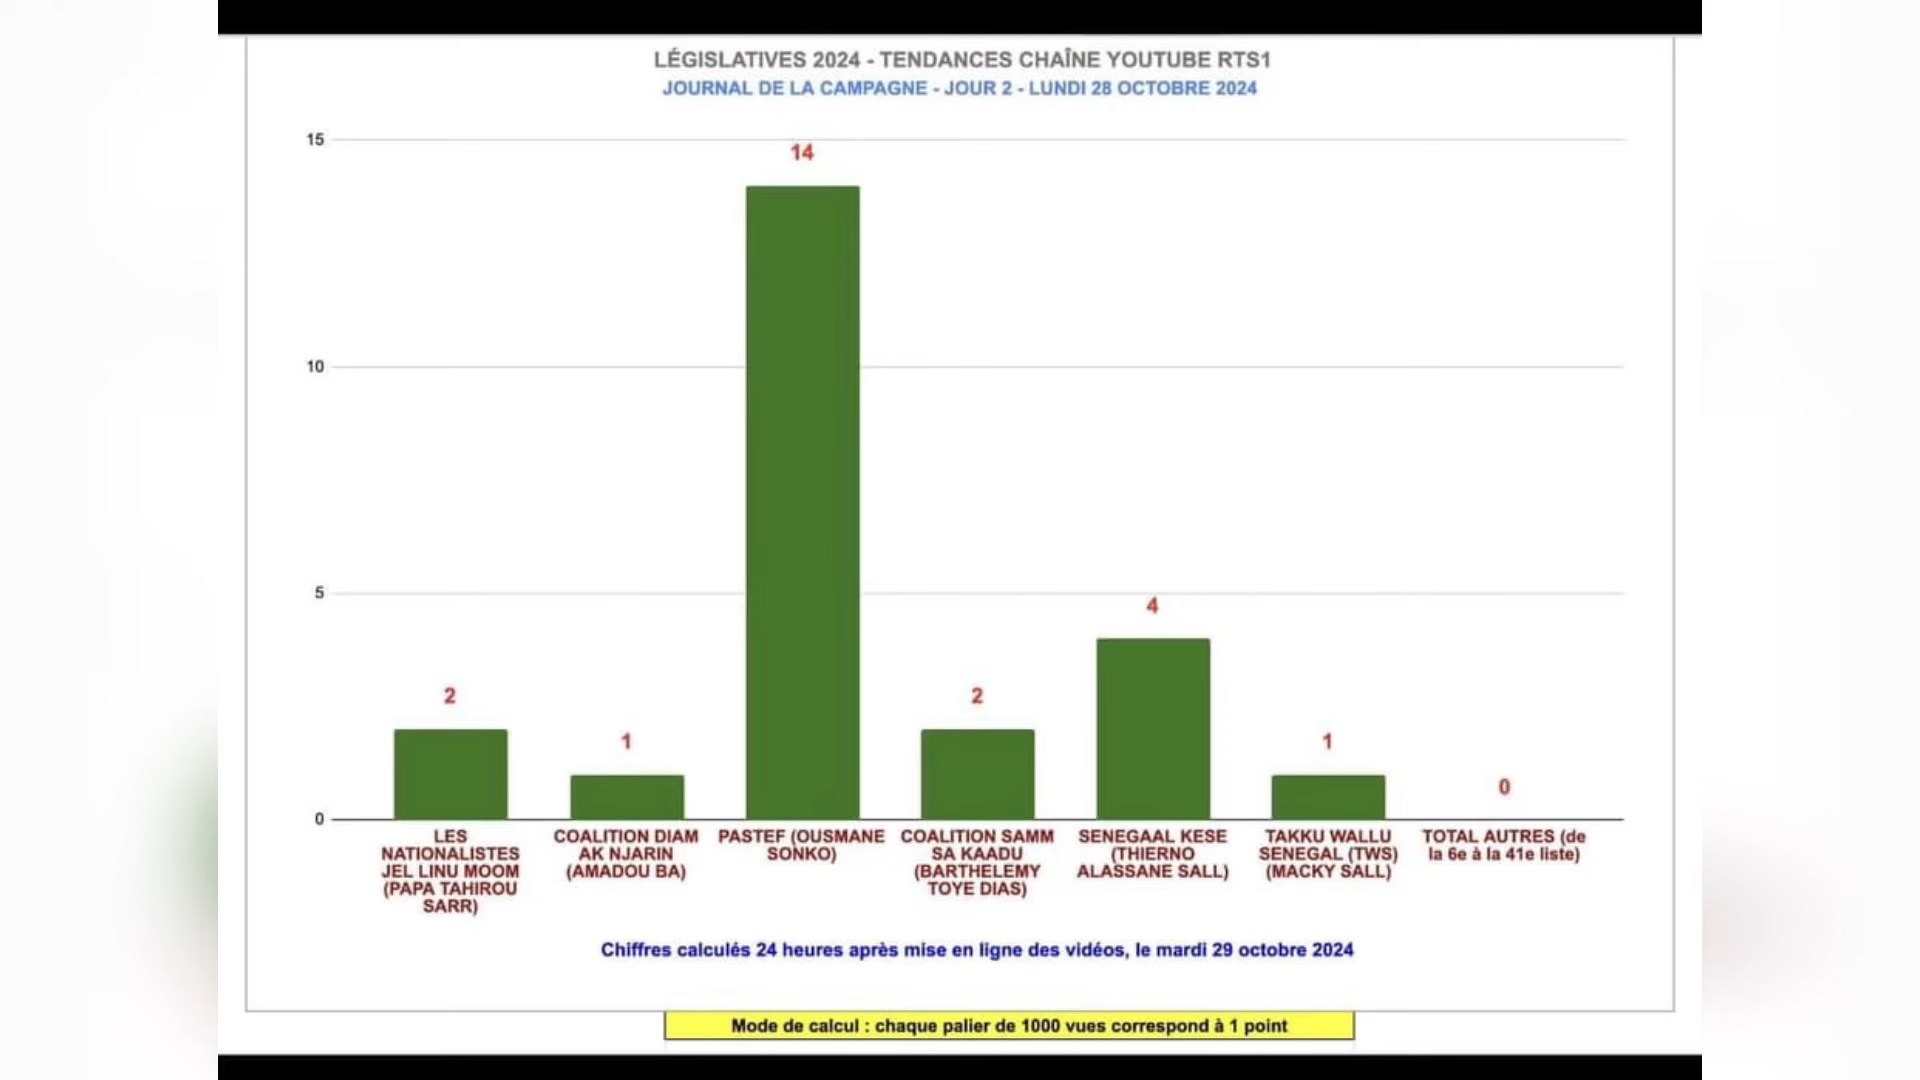 LÉGISLATIVES 2024 - TENDANCES CHAÎNE YOUTUBE RTS1
JOURNAL DE LA CAMPAGNE - JOUR 2 - LUNDI 28 OCTOBRE 2024
15
14
10
5
4
2
2
1
1
0
0
LES
NATIONALISTES
JEL LINU MOOM
(PAPA TAHIROU
SARR)
COALITION DIAM
AK NJARIN
(AMADOU BA)
PASTEF (OUSMANE
SONKO)
COALITION SAMM
SA KAADU
(BARTHELEMY
TOYE DIAS)
SENEGAAL KESE
(THIERNO
ALASSANE SALL)
TAKKU WALLU
SENEGAL (TWS)
(MACKY SALL)
TOTAL AUTRES (de
la 6e à la 41e liste)
Chiffres calculés 24 heures après mise en ligne des vidéos, le mardi 29 octobre 2024
Mode de calcul : chaque palier de 1000 vues correspond à 1 point